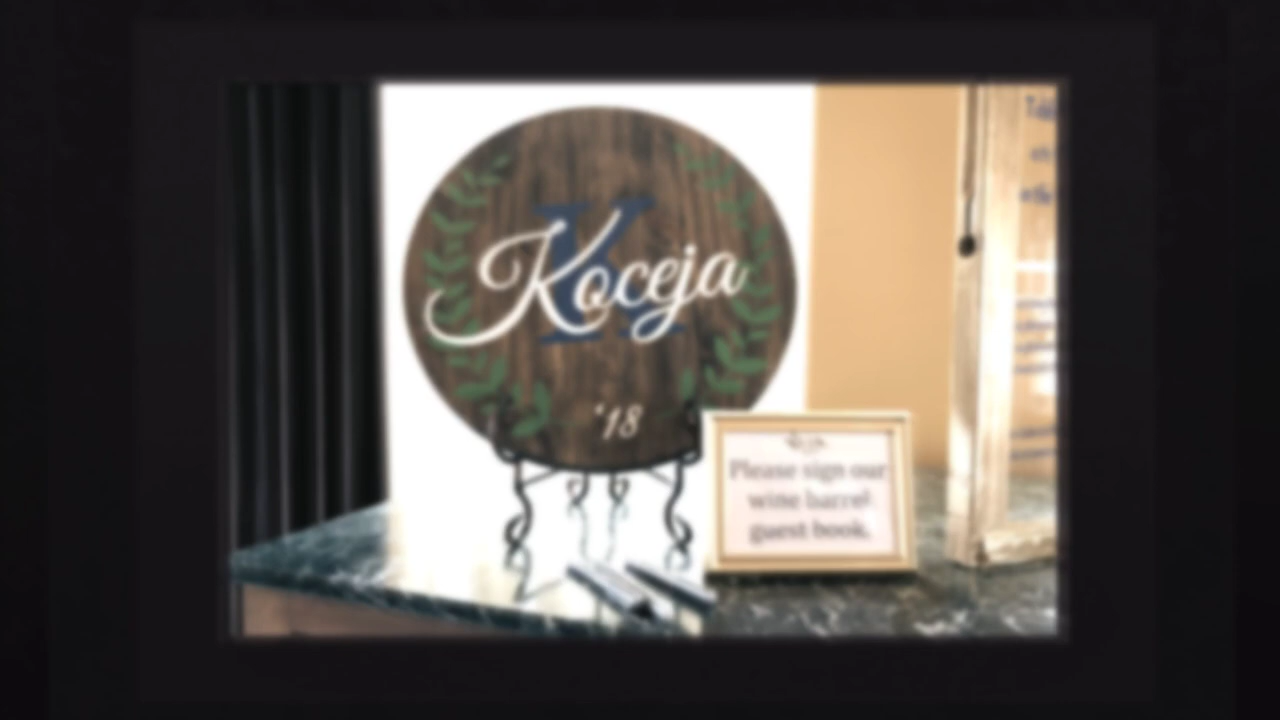 K
Koceja
'18
Please sign our
wine barrel
guest book.